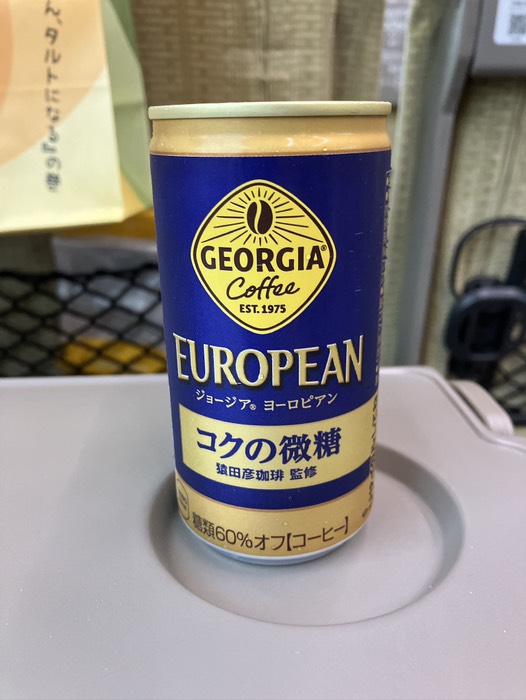 ん、タルトになる』の巻
GEORGIA®
Coffee
EST. 1975
EUROPEAN
ジョージア® ヨーロピアン
コクの微糖
猿田彦珈琲 監修
糖類60%オフ【コーヒー】